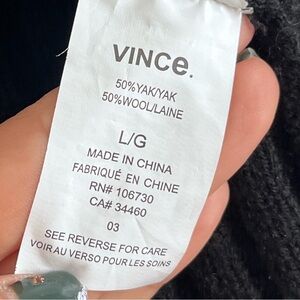 VINCe.
50%YAK/YAK
50%WOOL/LAINE
L/G
MADE IN CHINA
FABRIQUÉ EN CHINE
RN# 106730
CA# 34460
03
SEE REVERSE FOR CARE
VOIR AU VERSO POUR LES SOINS